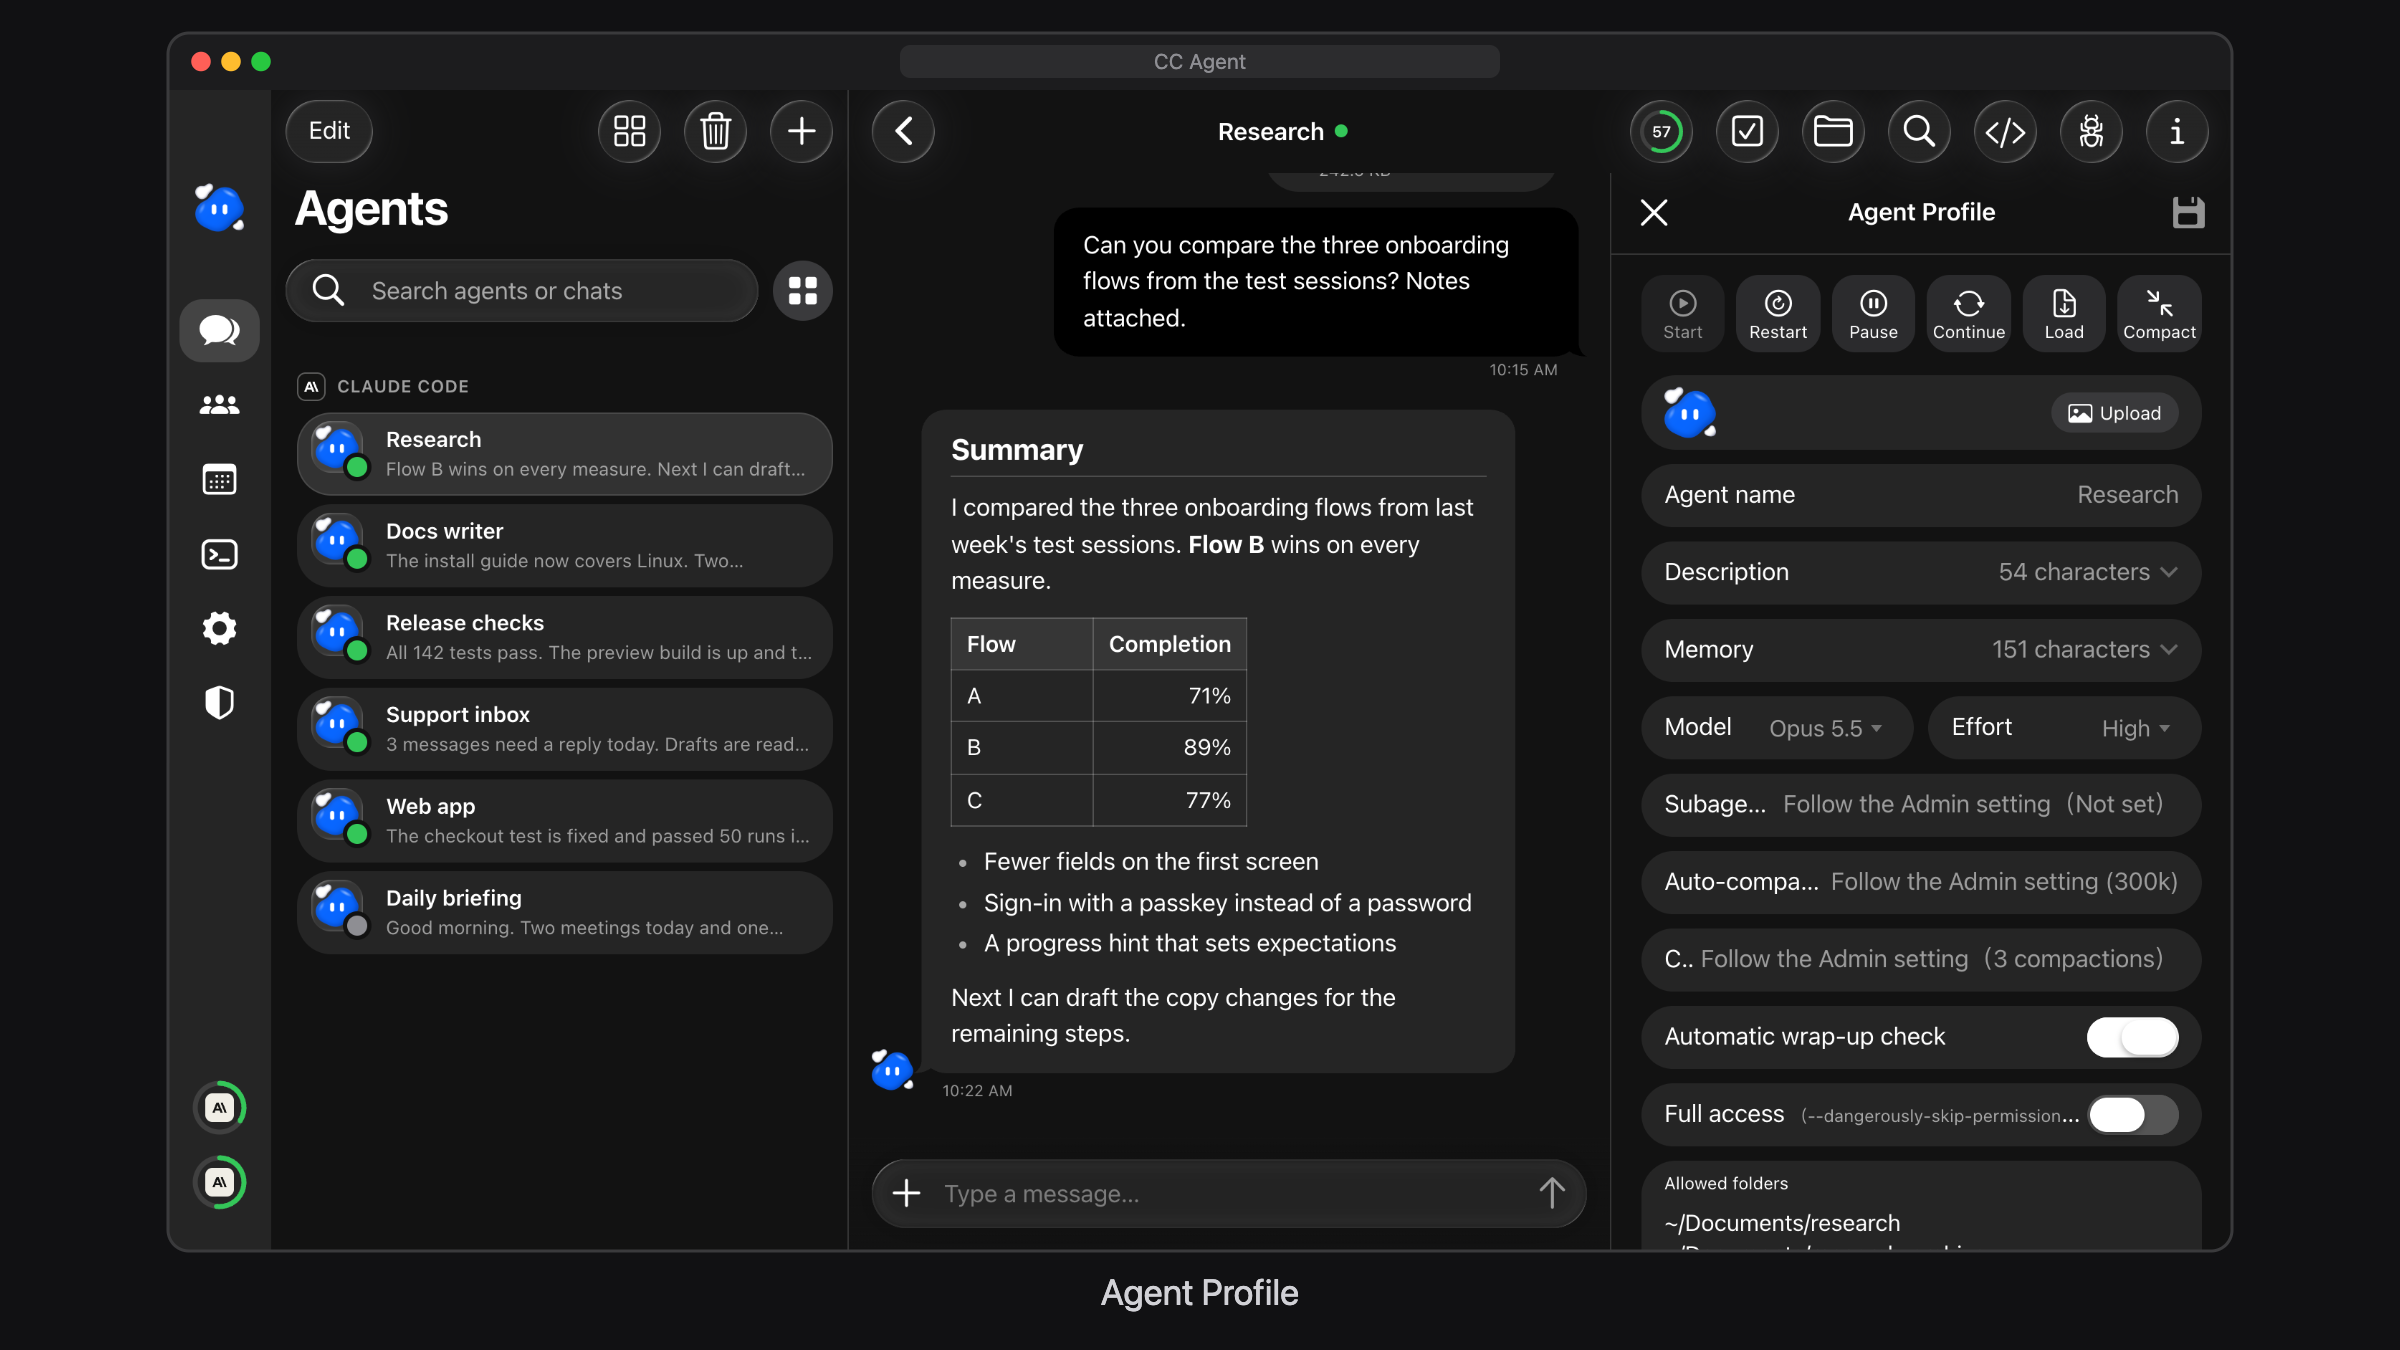 CC Agent
Edit
Agents
Search agents or chats
CLAUDE CODE
Research
Flow B wins on every measure. Next I can draft...
Docs writer
The install guide now covers Linux. Two...
Release checks
All 142 tests pass. The preview build is up and t...
Support inbox
3 messages need a reply today. Drafts are read...
Web app
The checkout test is fixed and passed 50 runs i...
Daily briefing
Good morning. Two meetings today and one...
Research
Can you compare the three onboarding
flows from the test sessions? Notes
attached.
10:15 AM
Summary
I compared the three onboarding flows from last
week's test sessions. Flow B wins on every
measure.
Flow Completion
A 71%
B 89%
C 77%
• Fewer fields on the first screen
• Sign-in with a passkey instead of a password
• A progress hint that sets expectations
Next I can draft the copy changes for the
remaining steps.
10:22 AM
Type a message...
57
Agent Profile
Start Restart Pause Continue Load Compact
Upload
Agent name Research
Description 54 characters
Memory 151 characters
Model Opus 5.5 Effort High
Subage... Follow the Admin setting (Not set)
Auto-compa... Follow the Admin setting (300k)
C.. Follow the Admin setting (3 compactions)
Automatic wrap-up check
Full access (--dangerously-skip-permission...
Allowed folders
~/Documents/research
Agent Profile